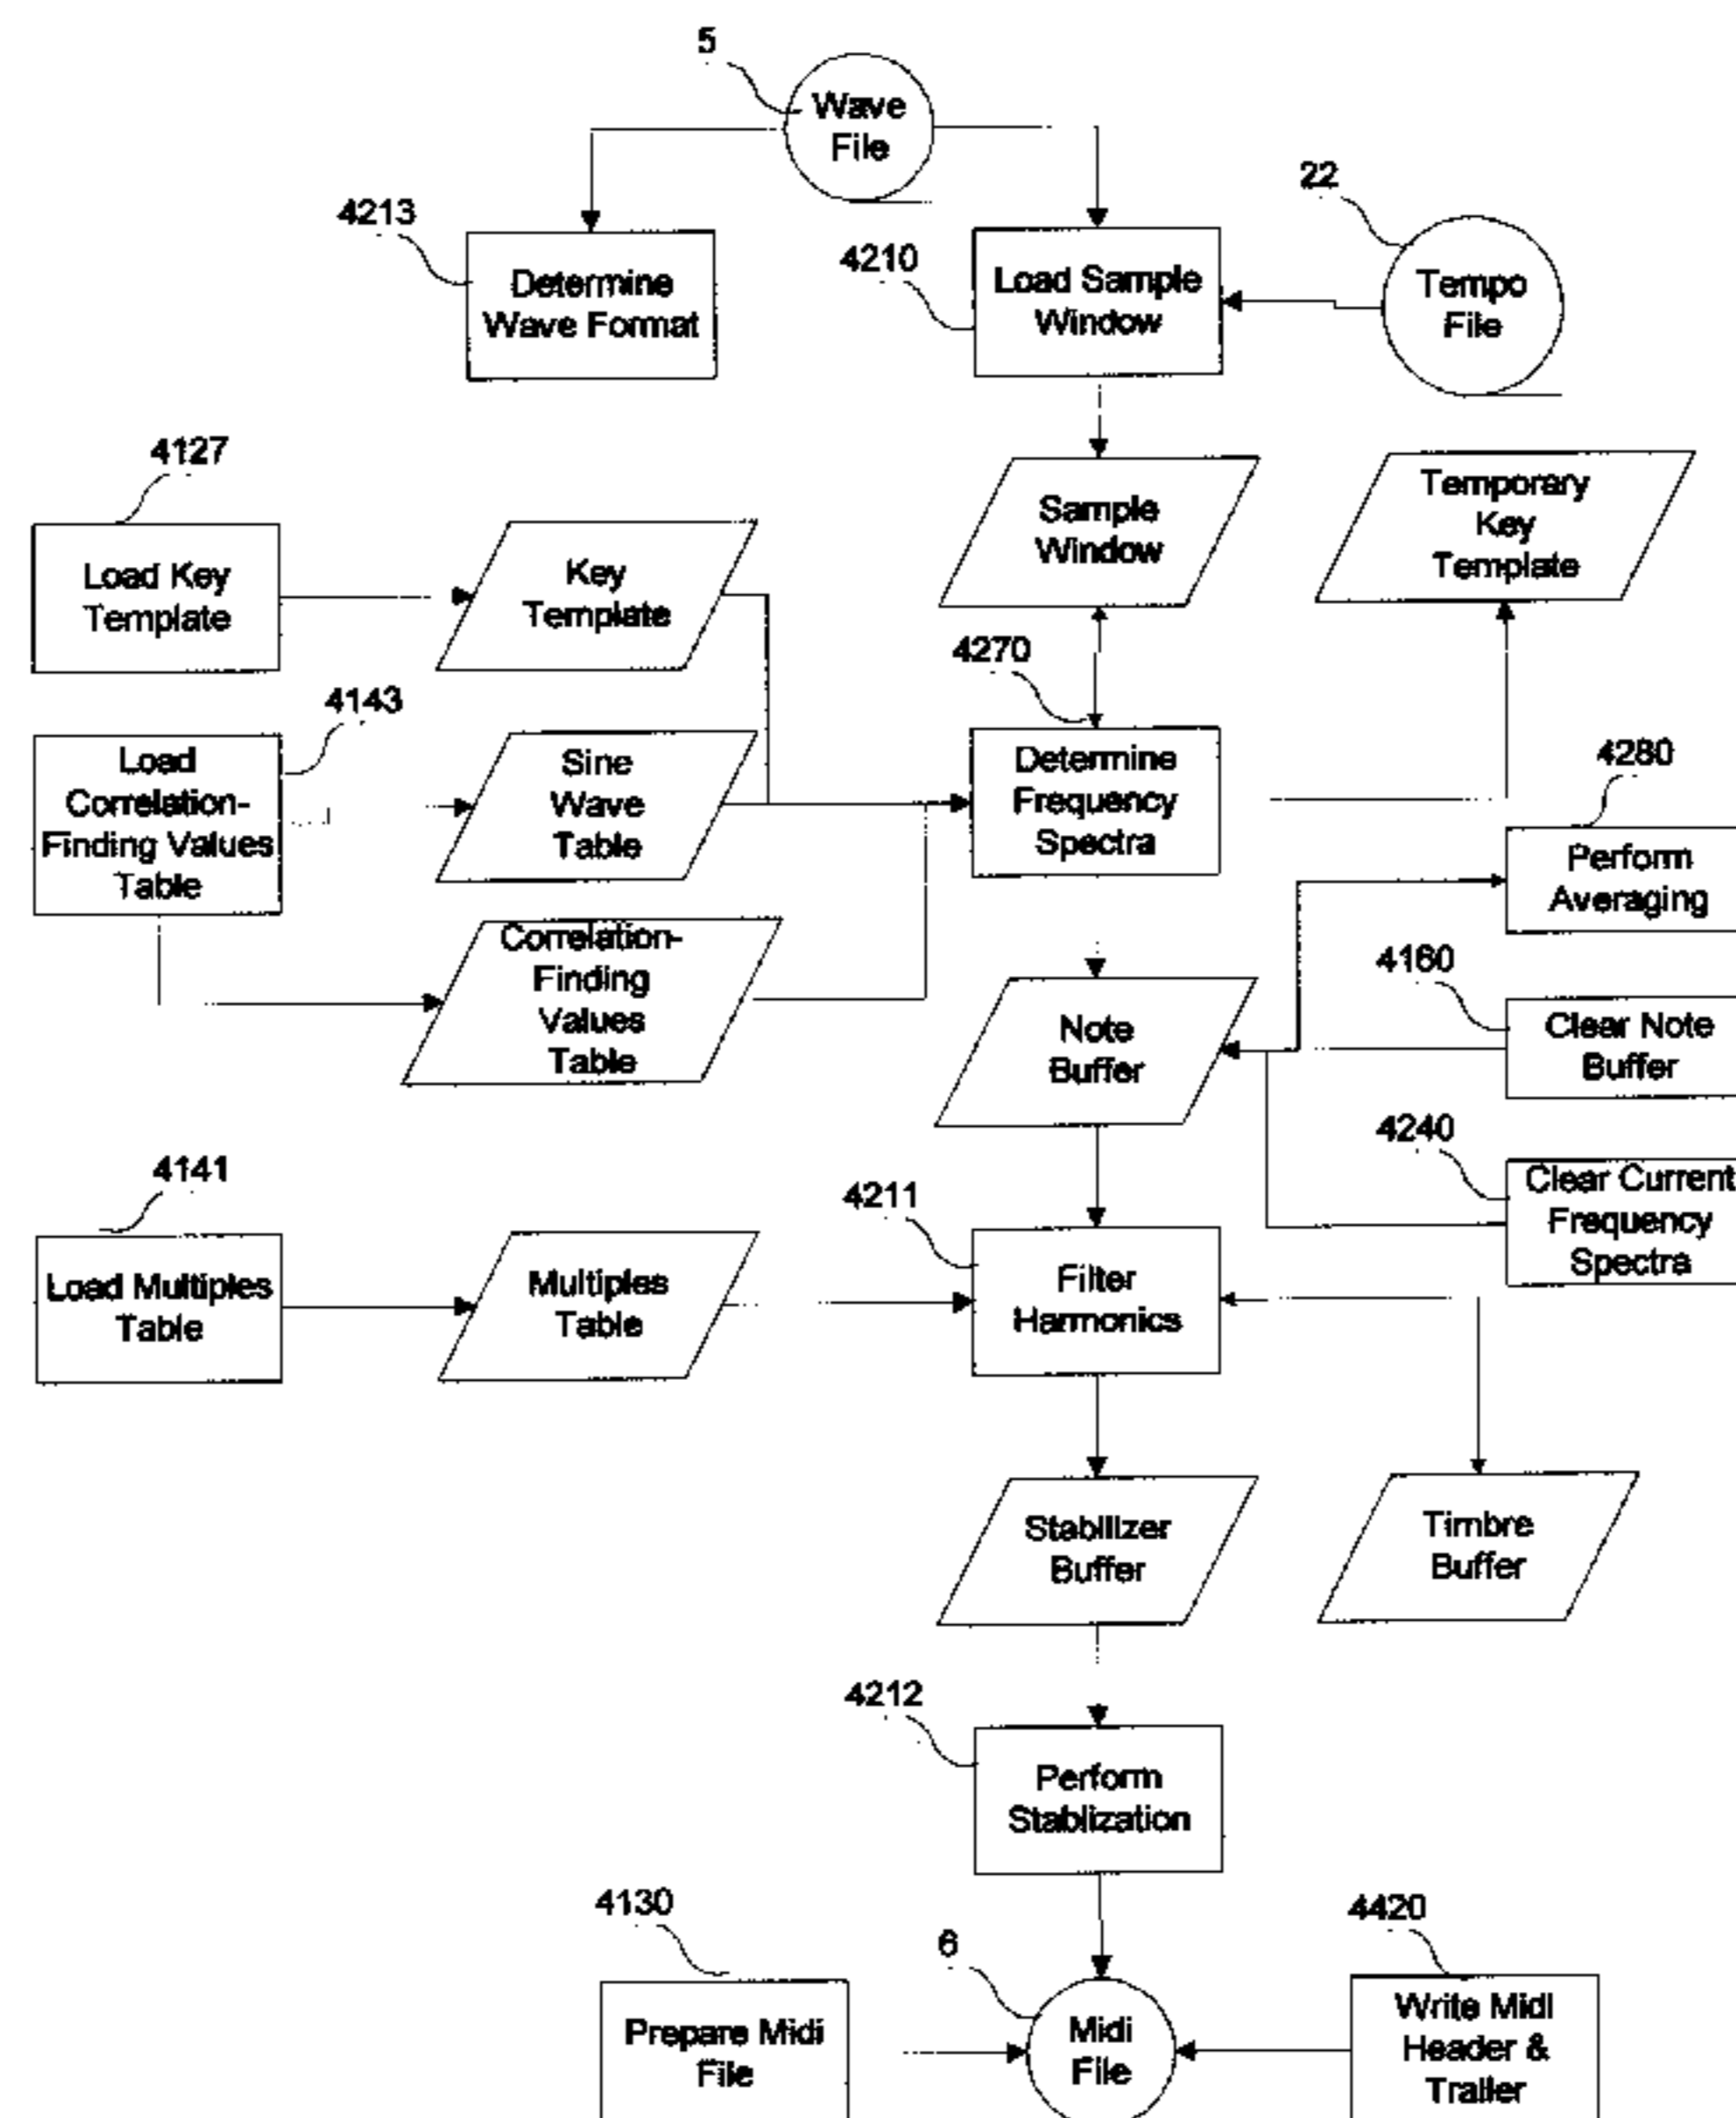 5
Wave
File
22
4213
4210
Determine
Wave Format
Load Sample
Window
Tempo
File
4127
Load Key
Template
Key
Template
Sample
Window
Temporary
Key
Template
4143
4270
Load
Correlation-
Finding Values
Table
Sine
Wave
Table
Determine
Frequency
Spectra
4280
Perform
Averaging
Correlation-
Finding
Values
Table
Note
Buffer
4160
Clear Note
Buffer
4240
Clear Current
Frequency
Spectra
4141
4211
Load Multiples
Table
Multiples
Table
Filter
Harmonics
Stabilizer
Buffer
Timbre
Buffer
4212
Perform
Stablization
4130
6
4420
Prepare Midi
File
Midi
File
Write Midi
Header &
Trailer